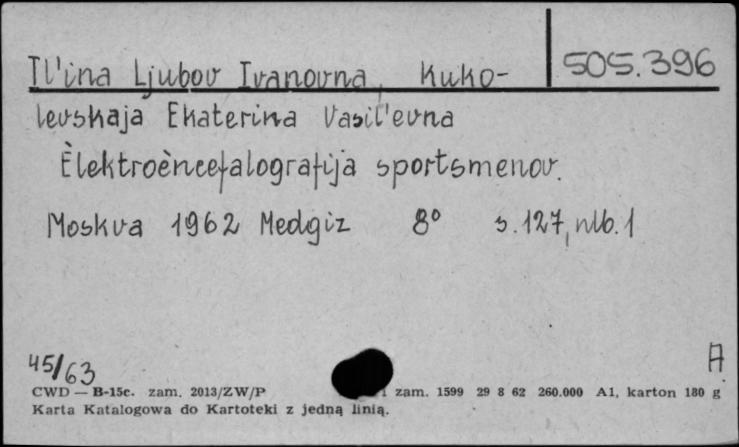 Il'ina Ljubov Ivanovna, Kuko- 505.396
levskaja Ekaterina Vasil'evna
Èlektroèncefalografija sportsmenov.
Moskva 1962 Medgiz 8° s.127, nlb.1
45/63 A
CWD — B-15c. zam. 2013/ZW/P zam. 1599 29 8 62 260.000 A1, karton 180 g
Karta Katalogowa do Kartoteki z jedną linią.